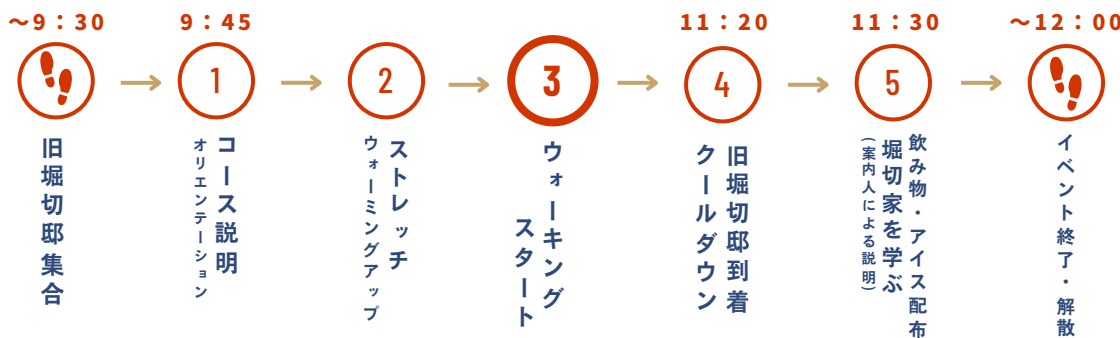 ～9：30
旧堀切邸集合
9：45
1
コース説明
オリエンテーション
2
ストレッチ
ウォーミングアップ
3
ウォーキング
スタート
11：20
4
旧堀切邸到着
クールダウン
11：30
5
飲み物・アイス配布
堀切家を学ぶ
(案内人による説明)
～12：00
イベント終了・解散